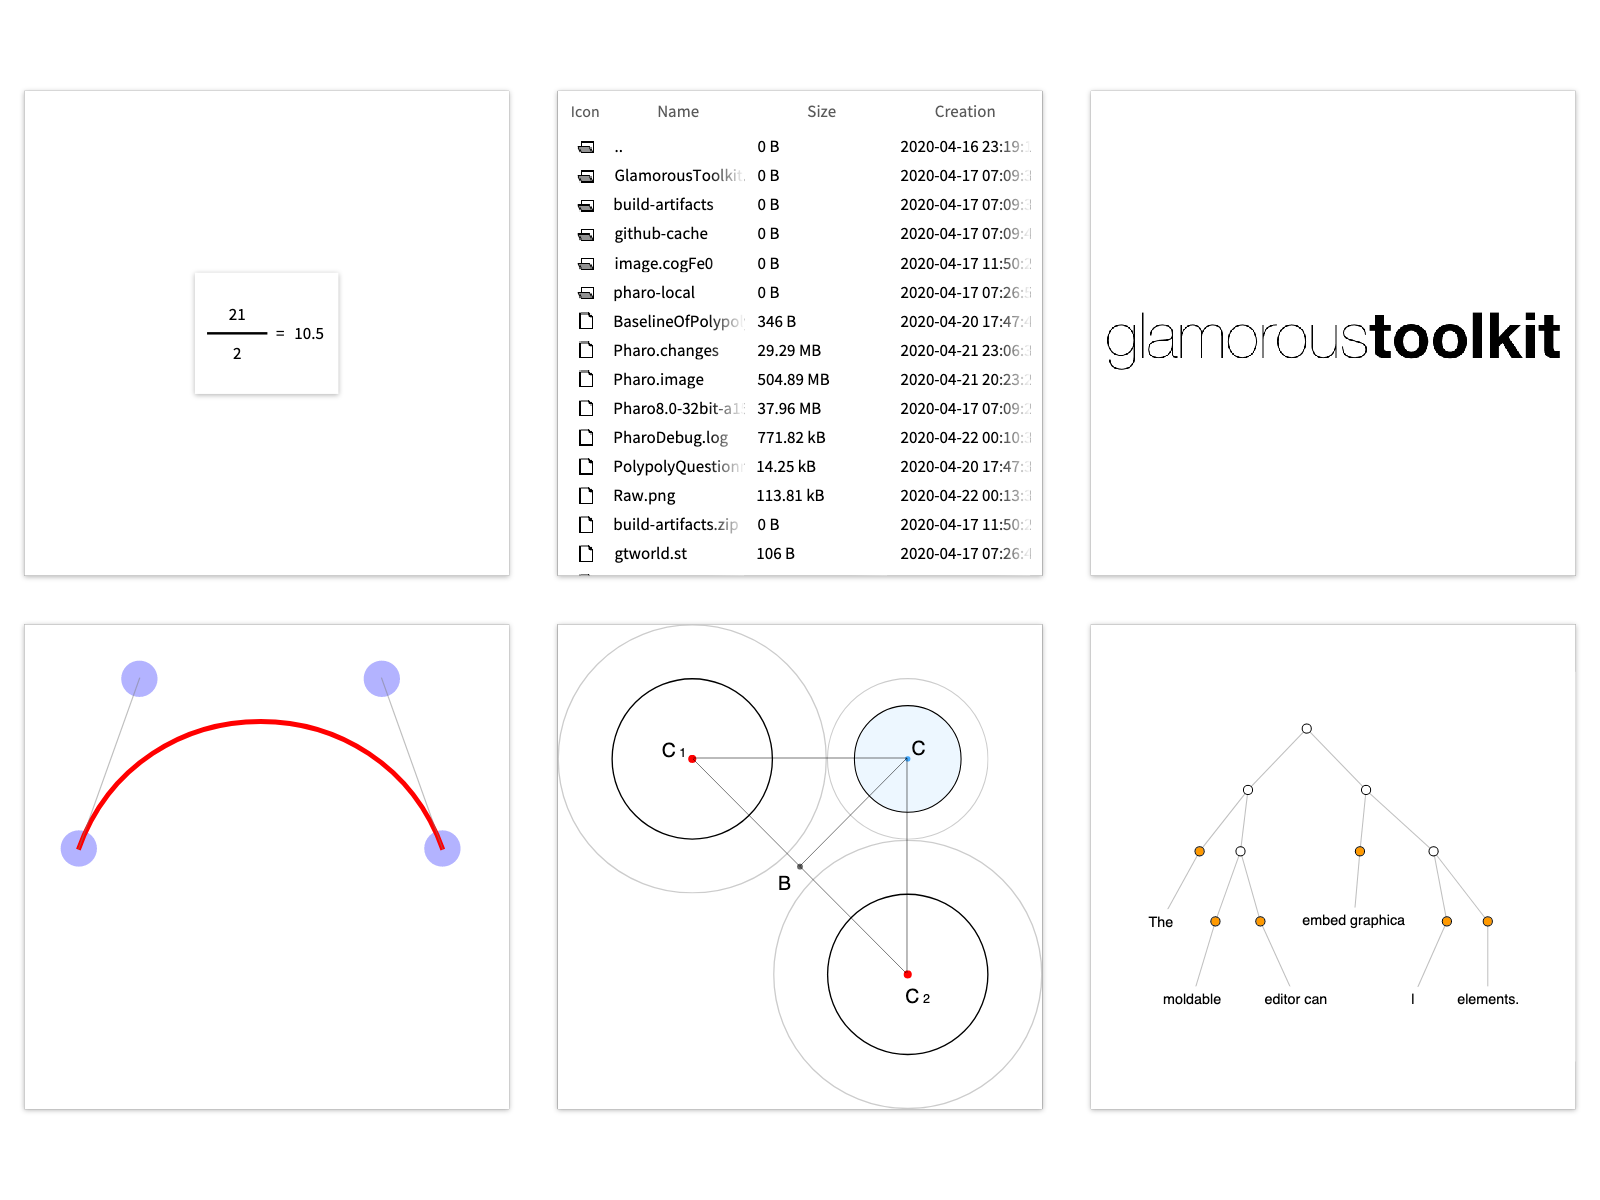 21
= 10.5
2
Icon Name Size Creation
.. 0 B 2020-04-16 23:19:
GlamorousToolkit. 0 B 2020-04-17 07:09:
build-artifacts 0 B 2020-04-17 07:09:
github-cache 0 B 2020-04-17 07:09:
image.cogFe0 0 B 2020-04-17 11:50:
pharo-local 0 B 2020-04-17 07:26:
BaselineOfPolypol 346 B 2020-04-20 17:47:
Pharo.changes 29.29 MB 2020-04-21 23:06:
Pharo.image 504.89 MB 2020-04-21 20:23:
Pharo8.0-32bit-a1 37.96 MB 2020-04-17 07:09:
PharoDebug.log 771.82 kB 2020-04-22 00:10:
PolypolyQuestion 14.25 kB 2020-04-20 17:47:
Raw.png 113.81 kB 2020-04-22 00:13:
build-artifacts.zip 0 B 2020-04-17 11:50:
gtworld.st 106 B 2020-04-17 07:26:
glamoroustoolkit
C 1
C
B
C 2
The
embed graphica
moldable
editor can
l
elements.